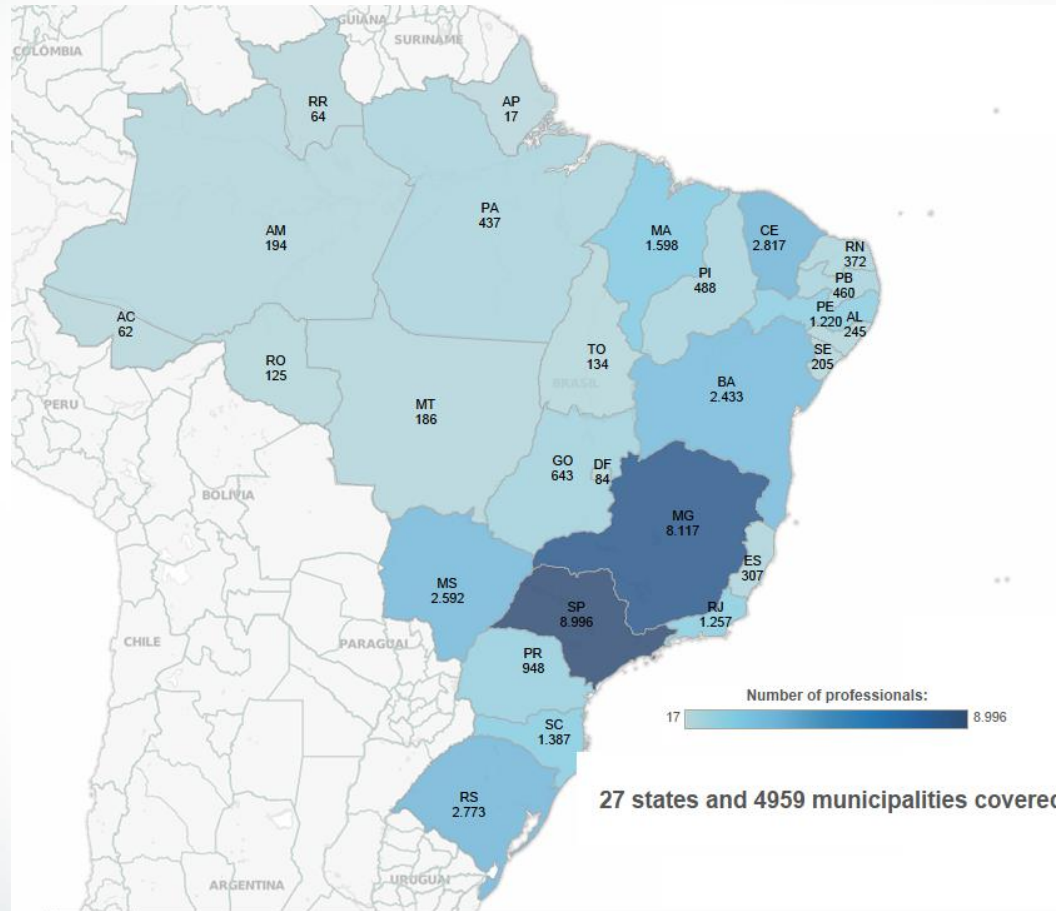 GUIANA
SURINAME
COLÔMBIA
RR
64
AP
17
AM
194
PA
437
MA
1.598
CE
2.817
RN
372
PI
488
PB
460
PE
1.220
AL
245
SE
205
AC
62
RO
125
TO
134
BRASIL
BA
2.433
PERU
MT
186
GO
643
DF
84
BOLIVIA
MG
8.117
ES
307
MS
2.592
SP
8.996
RJ
1.257
CHILE
PARAGUAI
PR
948
Number of professionals:
17
8.996
SC
1.387
RS
2.773
27 states and 4959 municipalities covered
ARGENTINA
URUGUAI